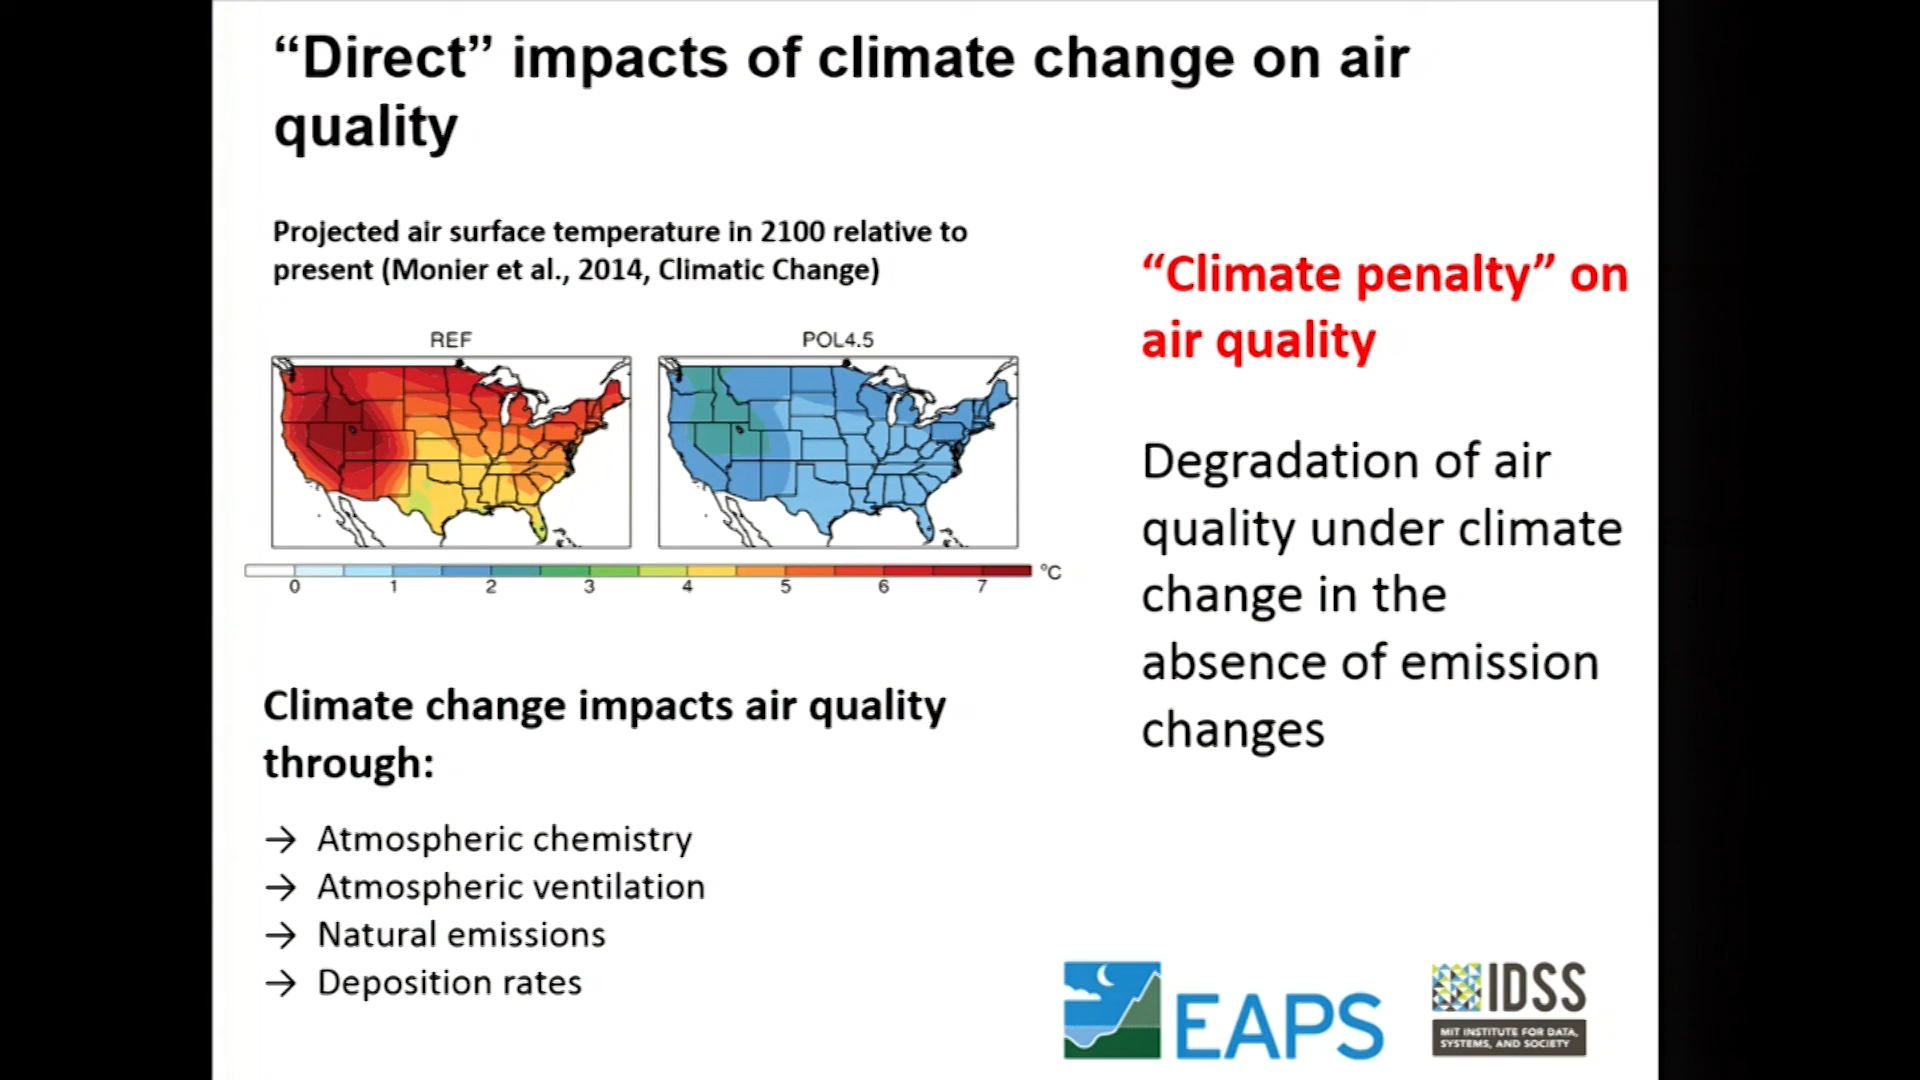 “Direct” impacts of climate change on air
quality
Projected air surface temperature in 2100 relative to
present (Monier et al., 2014, Climatic Change)
REF
POL4.5
0 1 2 3 4 5 6 7 °C
Climate change impacts air quality
through:
→ Atmospheric chemistry
→ Atmospheric ventilation
→ Natural emissions
→ Deposition rates
“Climate penalty” on
air quality
Degradation of air
quality under climate
change in the
absence of emission
changes
EAPS
IDSS
MIT INSTITUTE FOR DATA,
SYSTEMS, AND SOCIETY